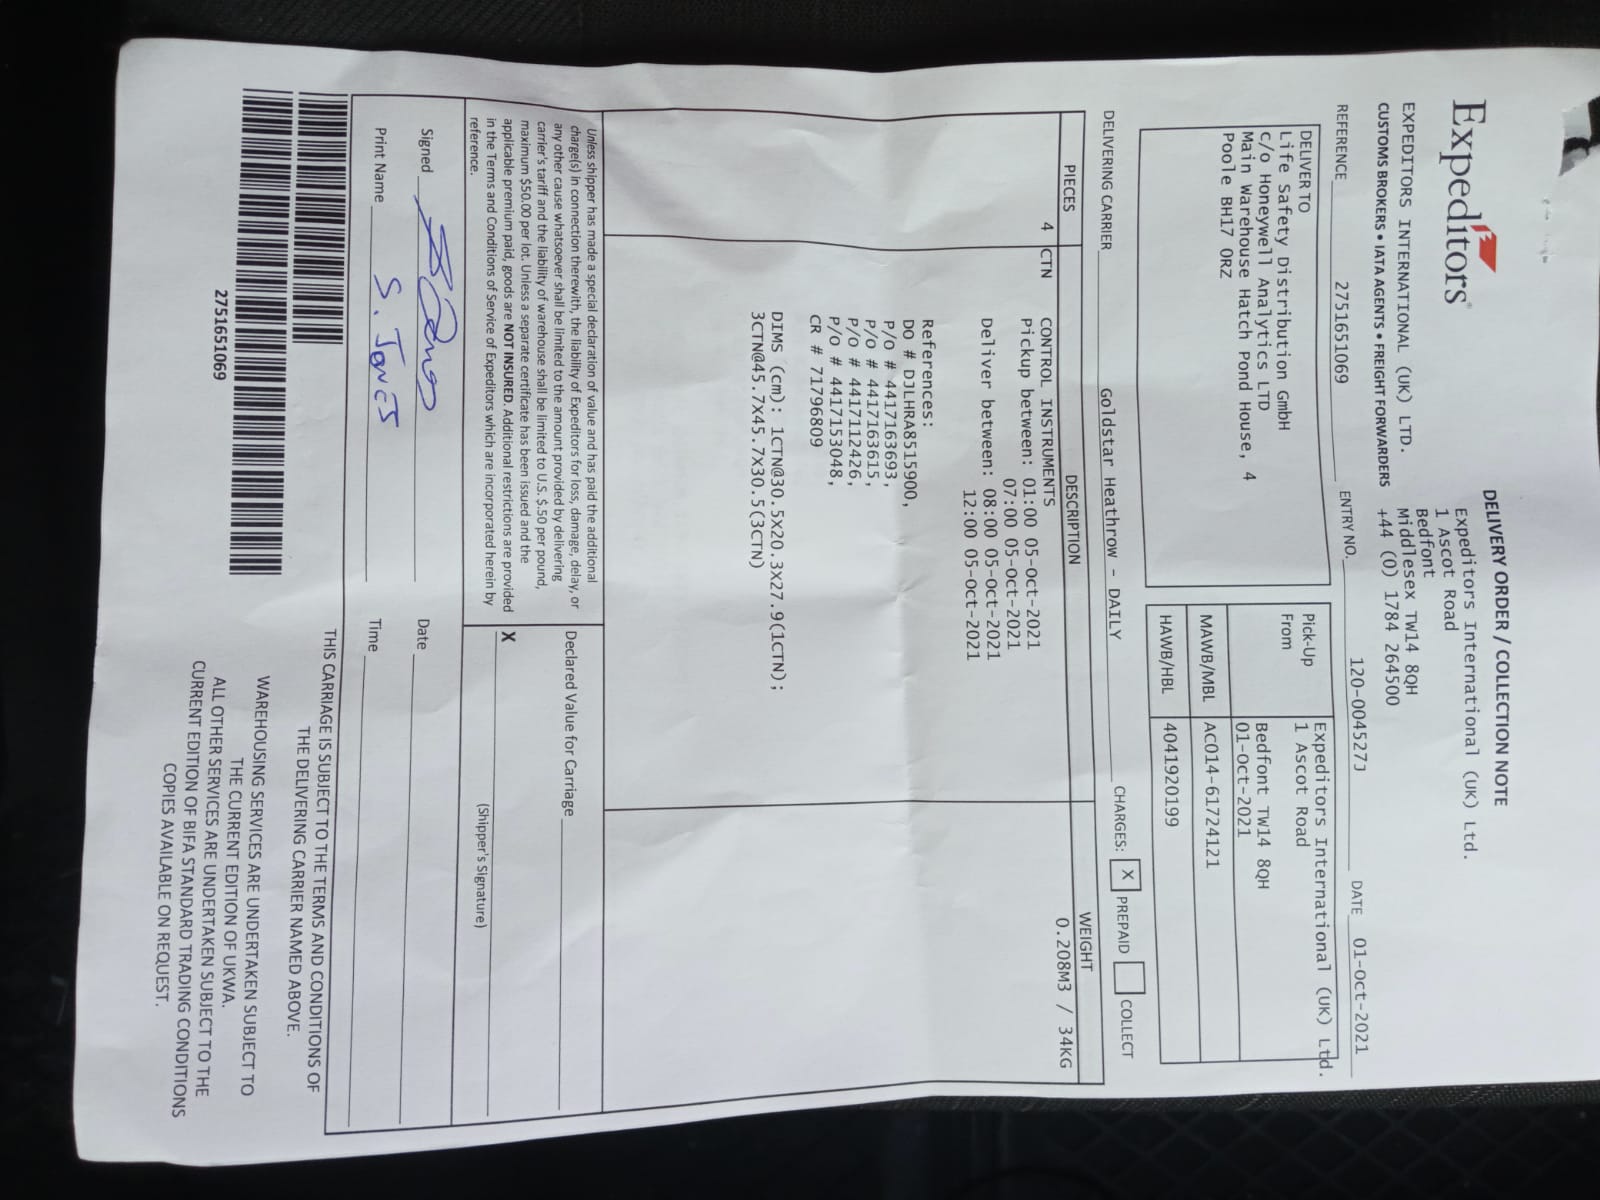 Expeditors
DELIVERY ORDER / COLLECTION NOTE
EXPEDITORS INTERNATIONAL (UK) LTD.
CUSTOMS BROKERS • IATA AGENTS • FREIGHT FORWARDERS
Expeditors International (UK) Ltd.
1 Ascot Road
Bedfont
Middlesex TW14 8QH
+44 (0) 1784 264500
REFERENCE 2751651069 ENTRY NO. 120-004527J DATE 01-Oct-2021
DELIVER TO
Life Safety Distribution GmbH
C/o Honeywell Analytics LTD
Main Warehouse Hatch Pond House, 4
Poole BH17 0RZ
Pick-Up From
Expeditors International (UK) Ltd.
1 Ascot Road
Bedfont TW14 8QH
01-Oct-2021
MAWB/MBL AC014-61724121
HAWB/HBL 4041920199
DELIVERING CARRIER Goldstar Heathrow - DAILY CHARGES: X PREPAID COLLECT
PIECES DESCRIPTION WEIGHT
4 CTN CONTROL INSTRUMENTS 0.208M3 / 34KG
Pickup between: 01:00 05-Oct-2021
07:00 05-Oct-2021
Deliver between: 08:00 05-Oct-2021
12:00 05-Oct-2021
References:
DO # DJLHRA8515900,
P/O # 4417163693,
P/O # 4417163615,
P/O # 4417112426,
P/O # 4417153048,
CR # 71796809
DIMS (cm): 1CTN@30.5X20.3X27.9(1CTN);
3CTN@45.7X45.7X30.5(3CTN)
Unless shipper has made a special declaration of value and has paid the additional
charge(s) in connection therewith, the liability of Expeditors for loss, damage, delay, or
any other cause whatsoever shall be limited to the amount provided by delivering
carrier's tariff and the liability of warehouse shall be limited to U.S. $.50 per pound,
maximum $50.00 per lot. Unless a separate certificate has been issued and the
applicable premium paid, goods are NOT INSURED. Additional restrictions are provided
in the Terms and Conditions of Service of Expeditors which are incorporated herein by
reference.
Declared Value for Carriage
X
(Shipper's Signature)
Signed Date
Print Name S. Jones Time
2751651069
THIS CARRIAGE IS SUBJECT TO THE TERMS AND CONDITIONS OF
THE DELIVERING CARRIER NAMED ABOVE.
WAREHOUSING SERVICES ARE UNDERTAKEN SUBJECT TO
THE CURRENT EDITION OF UKWA.
ALL OTHER SERVICES ARE UNDERTAKEN SUBJECT TO THE
CURRENT EDITION OF BIFA STANDARD TRADING CONDITIONS
COPIES AVAILABLE ON REQUEST.